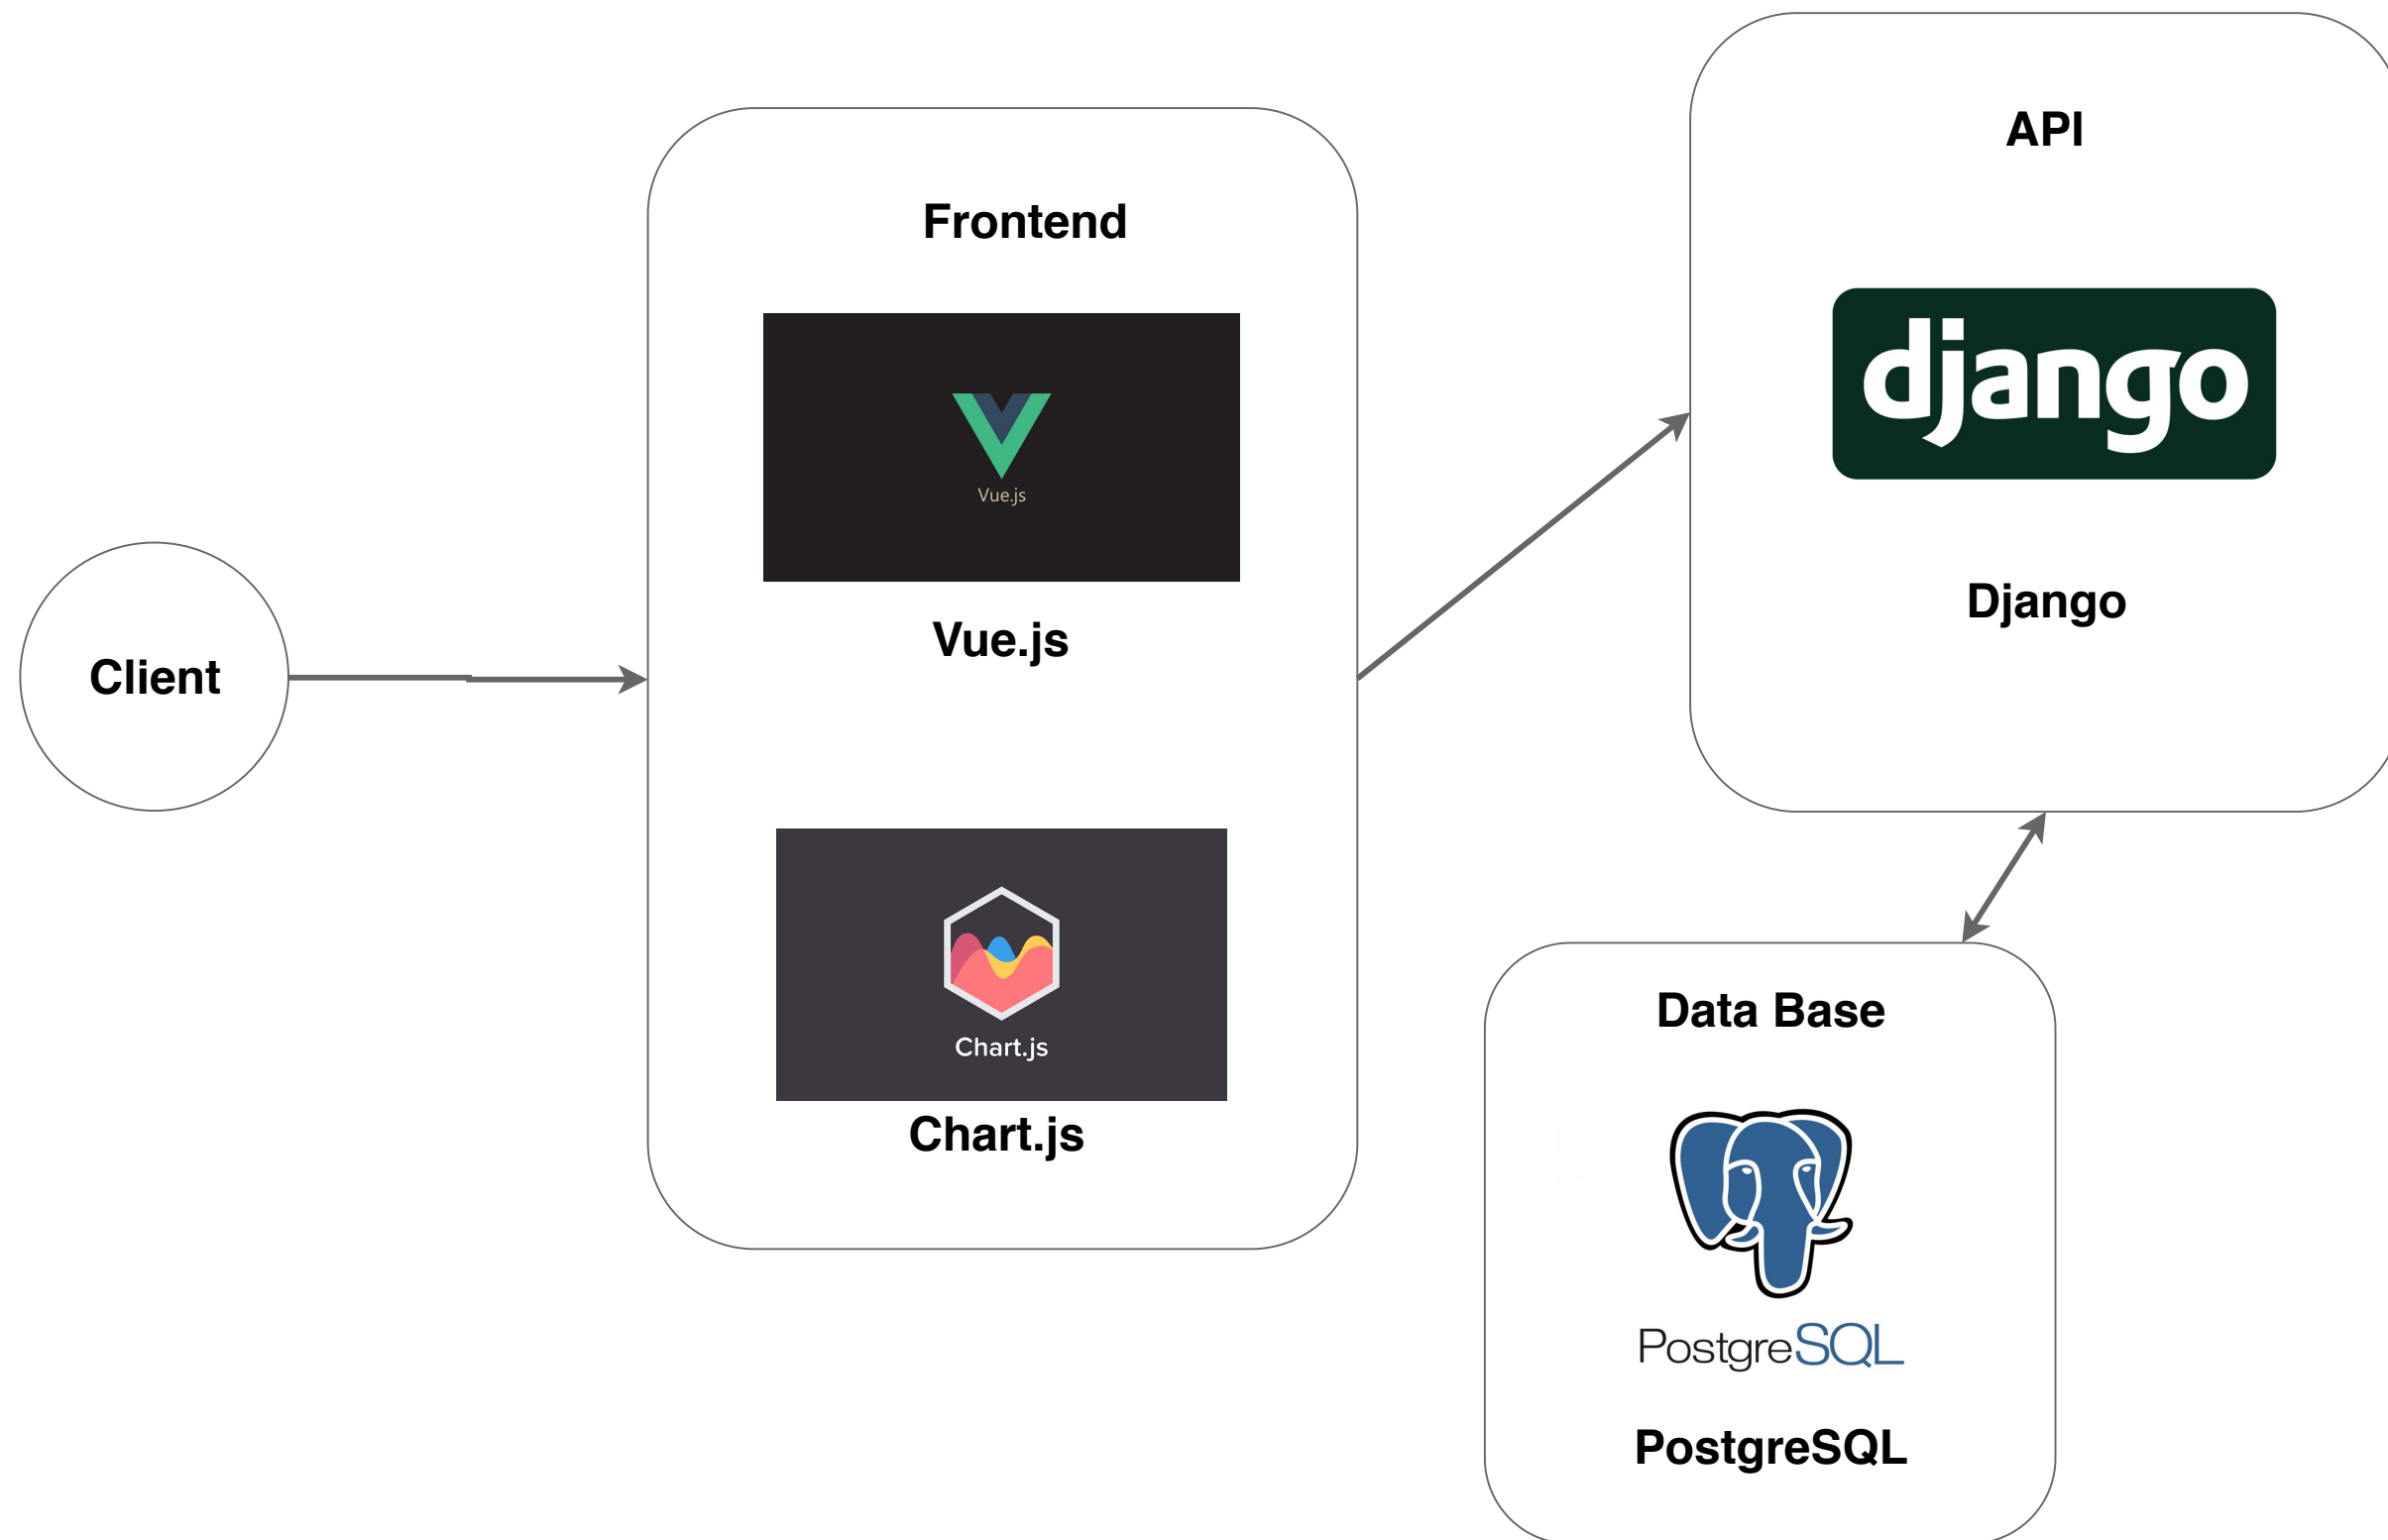 Client
Frontend
Vue.js
Vue.js
Chart.js
Chart.js
API
django
Django
Data Base
PostgreSQL
PostgreSQL